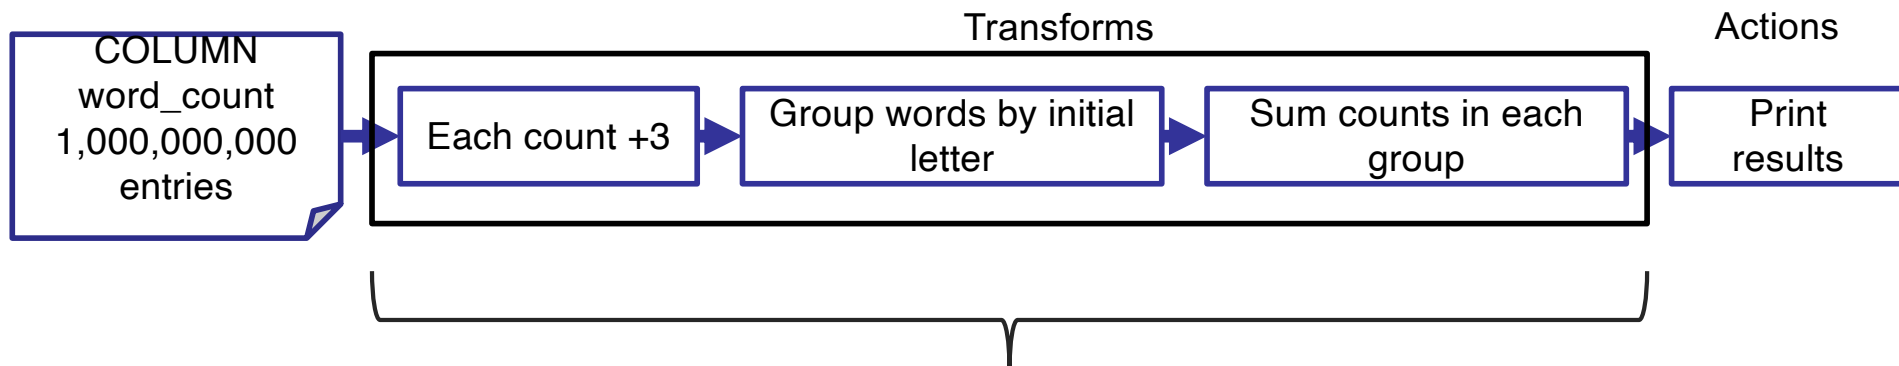 Transforms
Actions
COLUMN
word_count
1,000,000,000
entries
Each count +3
Group words by initial
letter
Sum counts in each
group
Print
results